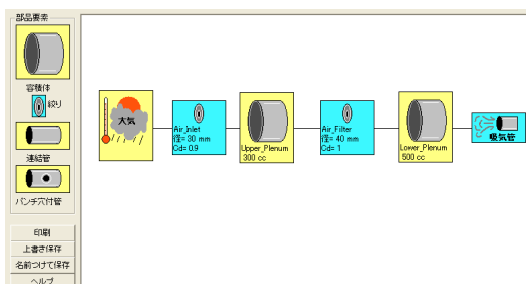 部品要素
容積体
絞り
連結管
パンチ穴付管
印刷
上書き保存
名前つけて保存
ヘルプ
大気
Air_Inlet
径= 30 mm
Cd= 0.9
Upper_Plenum
300 cc
Air_Filter
径= 40 mm
Cd= 1
Lower_Plenum
500 cc
吸気管